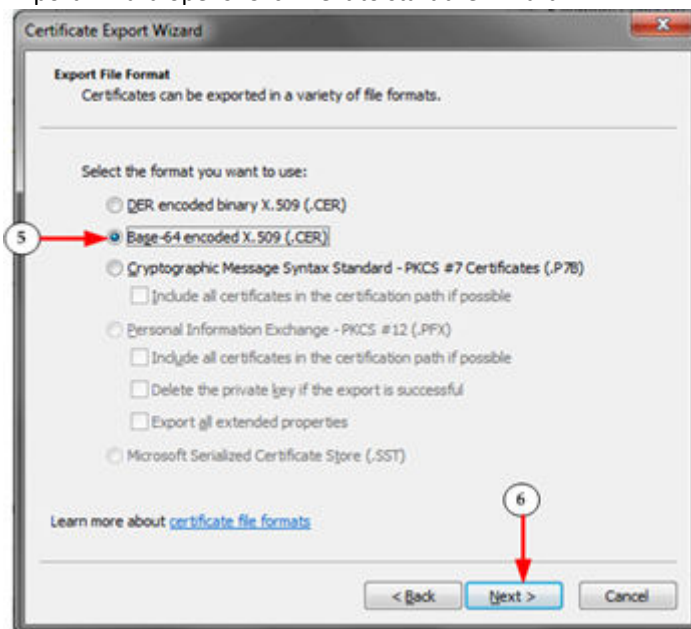 Certificate Export Wizard
Export File Format
Certificates can be exported in a variety of file formats.
Select the format you want to use:
DER encoded binary X.509 (.CER)
5
Base-64 encoded X.509 (.CER)
Cryptographic Message Syntax Standard - PKCS #7 Certificates (.P7B)
Include all certificates in the certification path if possible
Personal Information Exchange - PKCS #12 (.PFX)
Include all certificates in the certification path if possible
Delete the private key if the export is successful
Export all extended properties
Microsoft Serialized Certificate Store (.SST)
6
Learn more about certificate file formats
< Back Next > Cancel